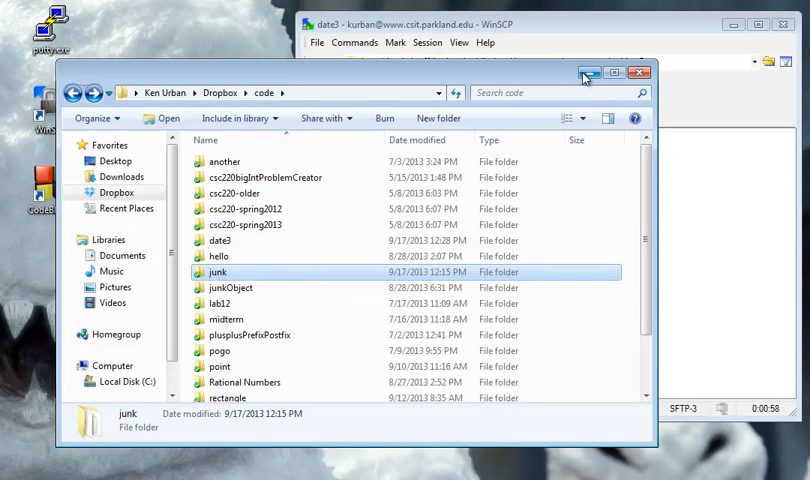 putty.exe
date3 - kurban@www.csit.parkland.edu - WinSCP
File Commands Mark Session View Help
Ken Urban Dropbox code
Search code
Organize Open Include in library Share with Burn New folder
Name Date modified Type Size
Favorites
Desktop
Downloads
Dropbox
Recent Places
Libraries
Documents
Music
Pictures
Videos
Homegroup
Computer
Local Disk (C:)
another 7/3/2013 3:24 PM File folder
csc220bigIntProblemCreator 5/15/2013 1:48 PM File folder
csc220-older 5/8/2013 6:03 PM File folder
csc220-spring2012 5/8/2013 6:07 PM File folder
csc220-spring2013 5/8/2013 6:07 PM File folder
date3 9/17/2013 12:28 PM File folder
hello 8/28/2013 2:07 PM File folder
junk 9/17/2013 12:15 PM File folder
junkObject 8/28/2013 6:31 PM File folder
lab12 7/17/2013 11:09 AM File folder
midterm 7/16/2013 11:18 AM File folder
plusplusPrefixPostfix 7/2/2013 12:41 PM File folder
pogo 7/9/2013 9:55 PM File folder
point 9/10/2013 11:16 AM File folder
Rational Numbers 8/27/2013 2:52 PM File folder
rectangle 9/12/2013 8:35 AM File folder
junk Date modified: 9/17/2013 12:15 PM
File folder
SFTP-3 0:00:58
WinS
CodeB